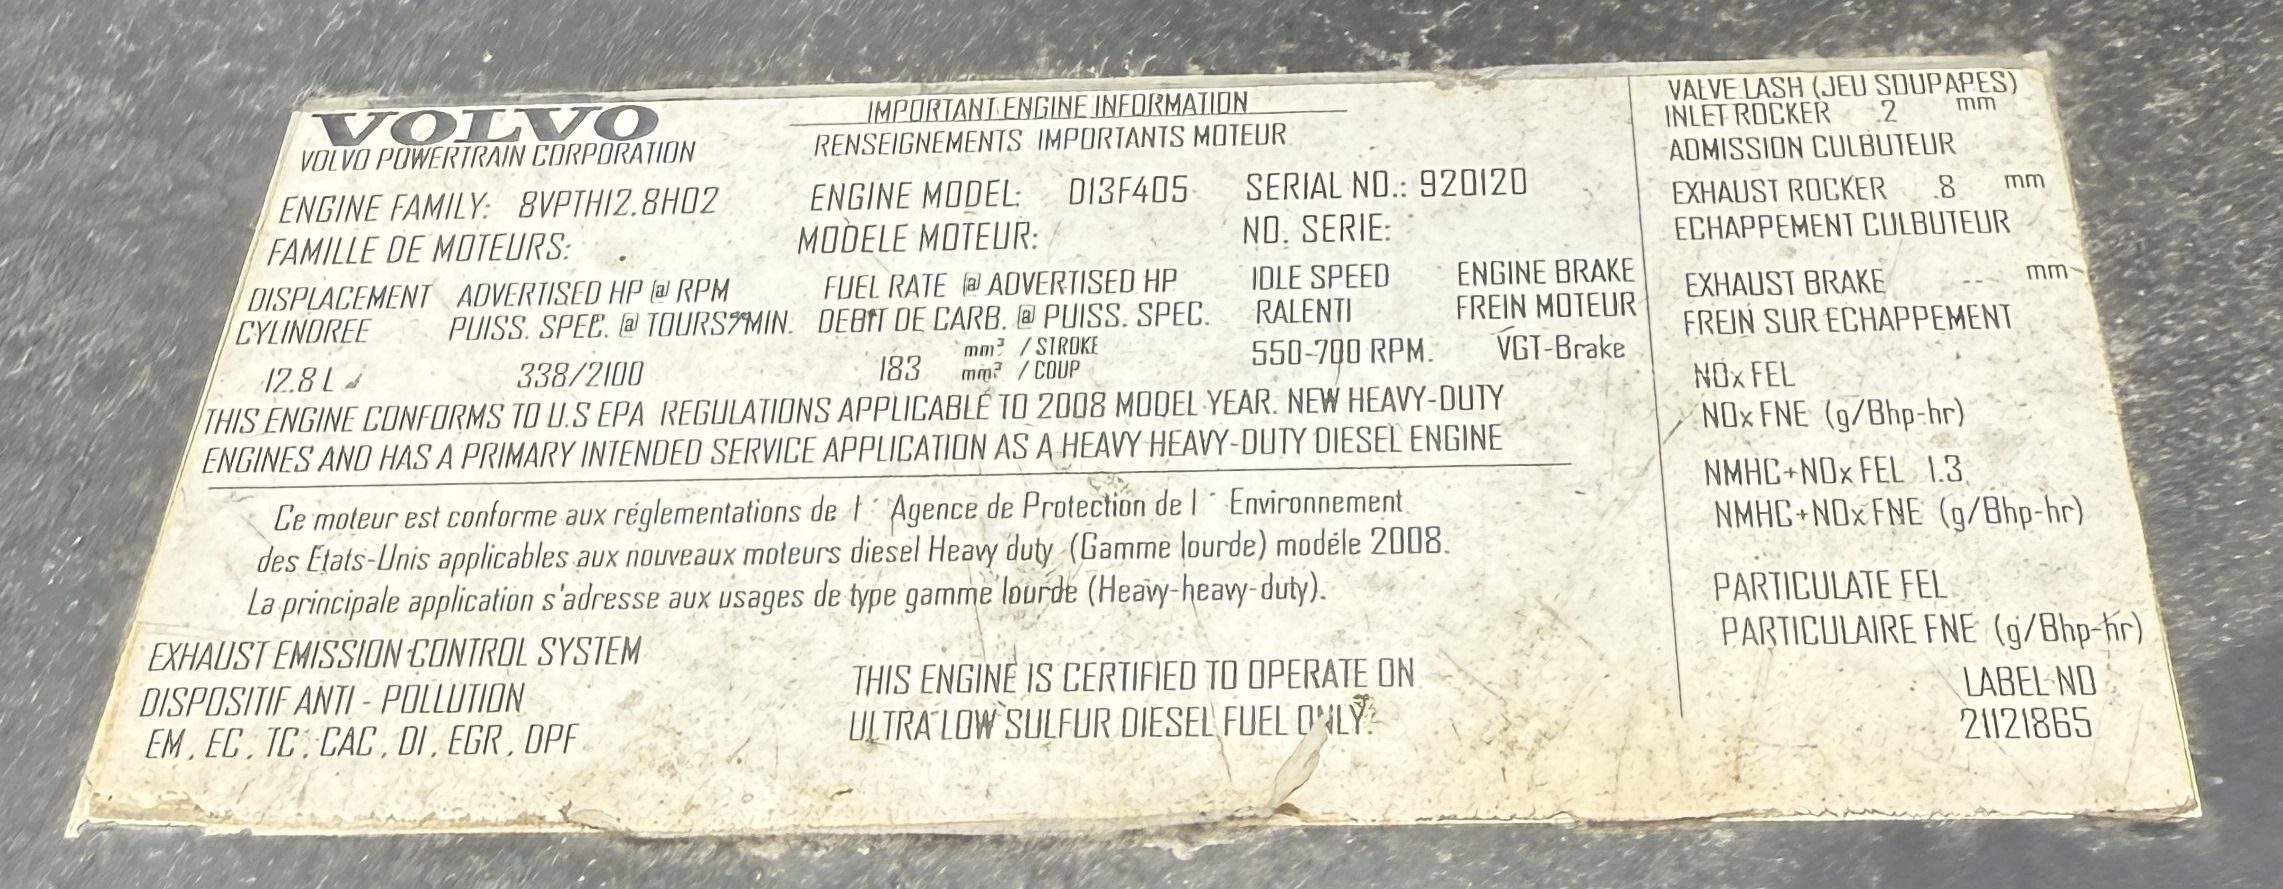 VOLVO
VOLVO POWERTRAIN CORPORATION
IMPORTANT ENGINE INFORMATION
RENSEIGNEMENTS IMPORTANTS MOTEUR
ENGINE FAMILY: 8VPTH12.8H02
FAMILLE DE MOTEURS:
ENGINE MODEL: D13F405
MODELE MOTEUR:
SERIAL NO.: 920120
NO. SERIE:
DISPLACEMENT
CYLINDREE
12.8 L
ADVERTISED HP @ RPM
PUISS. SPEC. @ TOURS/MIN.
338/2100
FUEL RATE @ ADVERTISED HP
DEBIT DE CARB. @ PUISS. SPEC.
183 mm³ / STROKE
mm³ / COUP
IDLE SPEED
RALENTI
550-700 RPM.
ENGINE BRAKE
FREIN MOTEUR
VGT-Brake
THIS ENGINE CONFORMS TO U.S EPA REGULATIONS APPLICABLE TO 2008 MODEL YEAR. NEW HEAVY-DUTY
ENGINES AND HAS A PRIMARY INTENDED SERVICE APPLICATION AS A HEAVY HEAVY-DUTY DIESEL ENGINE
Ce moteur est conforme aux réglementations de l ´ Agence de Protection de l ´ Environnement
des Etats-Unis applicables aux nouveaux moteurs diesel Heavy duty (Gamme lourde) modéle 2008.
La principale application s'adresse aux usages de type gamme lourde (Heavy-heavy-duty).
EXHAUST EMISSION CONTROL SYSTEM
DISPOSITIF ANTI - POLLUTION
EM, EC, TC, CAC, DI, EGR, DPF
THIS ENGINE IS CERTIFIED TO OPERATE ON
ULTRA LOW SULFUR DIESEL FUEL ONLY.
VALVE LASH (JEU SOUPAPES)
INLET ROCKER .2 mm
ADMISSION CULBUTEUR
EXHAUST ROCKER .8 mm
ECHAPPEMENT CULBUTEUR
EXHAUST BRAKE --- mm
FREIN SUR ECHAPPEMENT
NOx FEL
NOx FNE (g/Bhp-hr)
NMHC+NOx FEL 1.3
NMHC+NOx FNE (g/Bhp-hr)
PARTICULATE FEL
PARTICULAIRE FNE (g/Bhp-hr)
LABEL NO
21121865